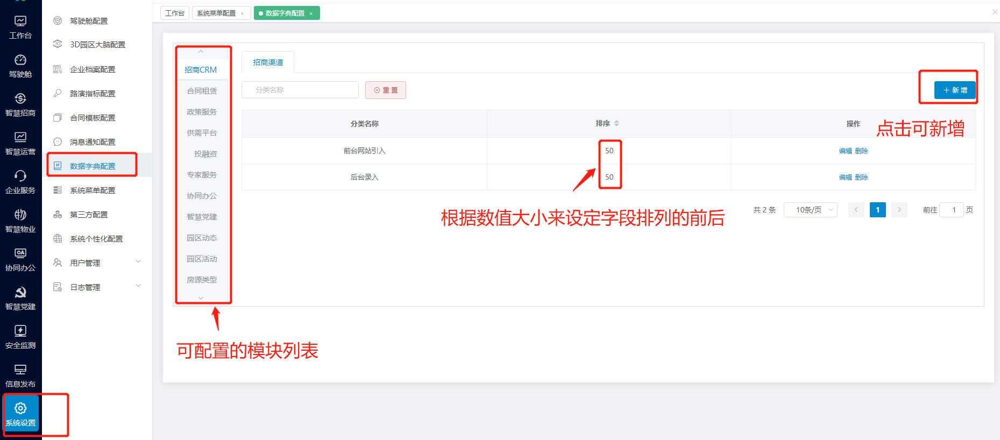 工作台
驾驶舱
智慧招商
智慧运营
企业服务
智慧物业
OA
协同办公
智慧党建
安全监测
信息发布
系统设置
驾驶舱配置
3D
3D园区大脑配置
企业档案配置
路演指标配置
合同模板配置
消息通知配置
数据字典配置
系统菜单配置
第三方配置
系统个性化配置
用户管理
日志管理
工作台
系统菜单配置 ×
数据字典配置 ×
招商CRM
合同租赁
政策服务
供需平台
投融资
专家服务
协同办公
智慧党建
园区动态
园区活动
房源类型
可配置的模块列表
招商渠道
分类名称
重 置
+ 新 增
点击可新增
分类名称 排序 操作
前台网站引入 50 编辑 删除
后台录入 50 编辑 删除
根据数值大小来设定字段排列的前后
共 2 条 10条/页 < 1 > 前往 1 页